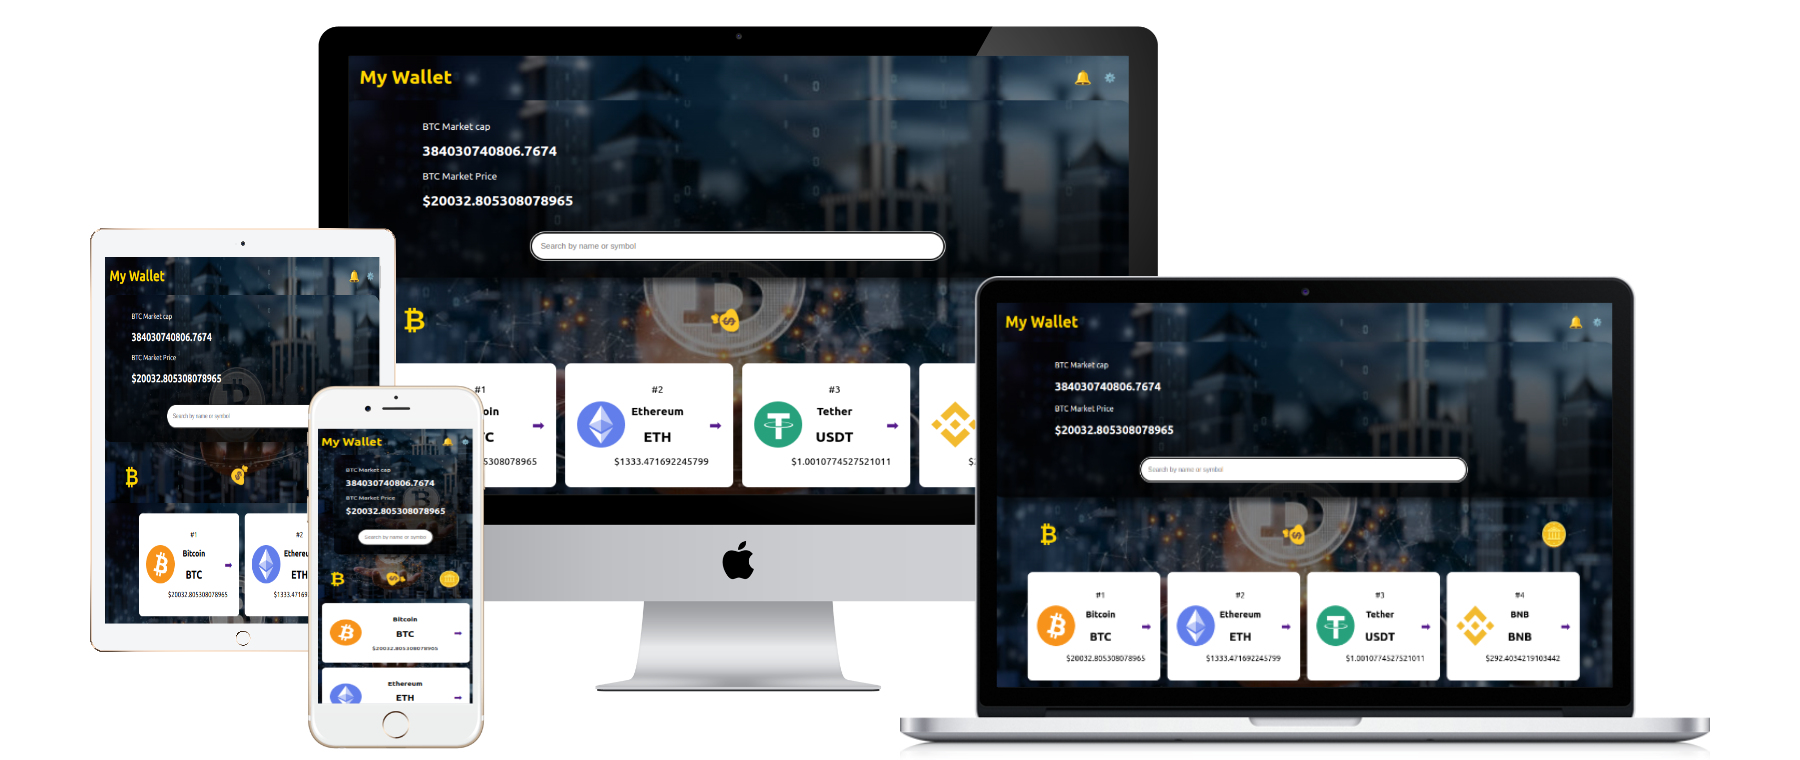 My Wallet
BTC Market cap
384030740806.7674
BTC Market Price
$20032.805308078965
Search by name or symbol
#1
coin
TC
5308078965
#2
Ethereum
ETH
$1333.471692245799
#3
Tether
USDT
$1.0010774527521011
$
My Wallet
BTC Market cap
384030740806.7674
BTC Market Price
$20032.805308078965
Search by name or symbol
#1
Bitcoin
BTC
$20032.805308078965
#2
Ethereu
ETH
$1333.4716
My Wallet
BTC Market cap
384030740806.7674
BTC Market Price
$20032.805308078965
Search by name or symbol
Bitcoin
BTC
$20032.805308078965
Ethereum
ETH
My Wallet
BTC Market cap
384030740806.7674
BTC Market Price
$20032.805308078965
Search by name or symbol
#1
Bitcoin
BTC
$20032.805308078965
#2
Ethereum
ETH
$1333.471692245799
#3
Tether
USDT
$1.0010774527521011
#4
BNB
BNB
$292.4034219103442